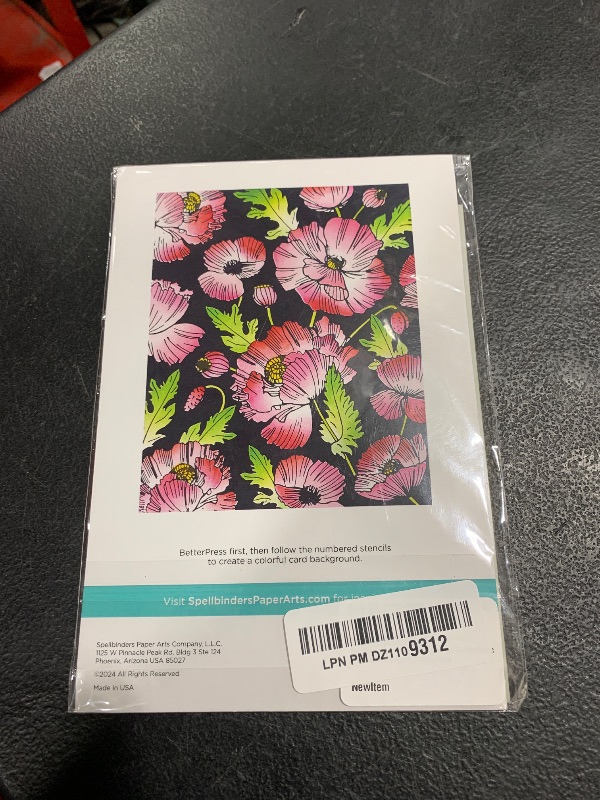 BetterPress first, then follow the numbered stencils
to create a colorful card background.
Visit SpellbindersPaperArts.com for
Spellbinders Paper Arts Company, L.L.C.
1125 W Pinnacle Peak Rd. Bldg 3 Ste 124
Phoenix, Arizona USA 85027
©2024 All Rights Reserved
Made in USA
LPN PM DZ1109312
NewItem